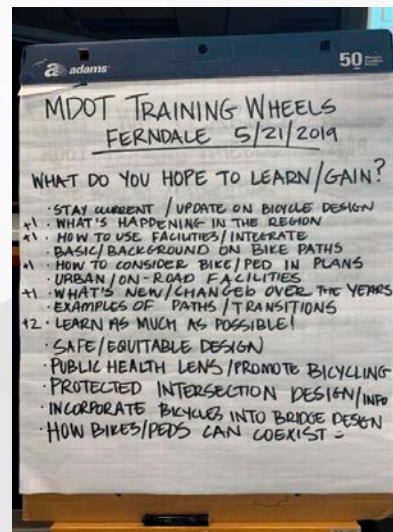 adams
50
MDOT TRAINING WHEELS
FERNDALE 5/21/2019
WHAT DO YOU HOPE TO LEARN/GAIN?
· STAY CURRENT / UPDATE ON BICYCLE DESIGN
+1 · WHAT'S HAPPENING IN THE REGION
+1 · HOW TO USE FACILITIES/INTEGRATE
· BASIC/BACKGROUND ON BIKE PATHS
+1 · HOW TO CONSIDER BIKE/PED IN PLANS
· URBAN/ON-ROAD FACILITIES
+1 · WHAT'S NEW/CHANGED OVER THE YEARS
· EXAMPLES OF PATHS/TRANSITIONS
+2 · LEARN AS MUCH AS POSSIBLE!
· SAFE/EQUITABLE DESIGN
· PUBLIC HEALTH LENS/PROMOTE BICYCLING
· PROTECTED INTERSECTION DESIGN/INFO
· INCORPORATE BICYCLES INTO BRIDGE DESIGN
· HOW BIKES/PEDS CAN COEXIST